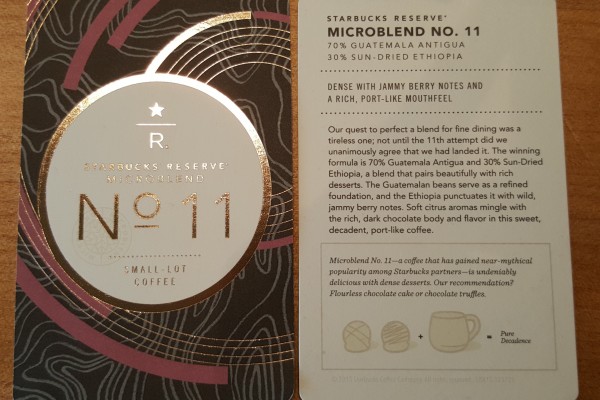 R.
STARBUCKS RESERVE
MICROBLEND
No 11
SMALL-LOT
COFFEE
STARBUCKS RESERVE
MICROBLEND NO. 11
70% GUATEMALA ANTIGUA
30% SUN-DRIED ETHIOPIA
DENSE WITH JAMMY BERRY NOTES AND
A RICH, PORT-LIKE MOUTHFEEL
Our quest to perfect a blend for fine dining was a
tireless one; not until the 11th attempt did we
unanimously agree that we had landed it. The winning
formula is 70% Guatemala Antigua and 30% Sun-Dried
Ethiopia, a blend that pairs beautifully with rich
desserts. The Guatemalan beans serve as a refined
foundation, and the Ethiopia punctuates it with wild,
jammy berry notes. Soft citrus aromas mingle with
the rich, dark chocolate body and flavor in this sweet,
decadent, port-like coffee.
Microblend No. 11—a coffee that has gained near-mythical
popularity among Starbucks partners—is undeniably
delicious with dense desserts. Our recommendation?
Flourless chocolate cake or chocolate truffles.
+ = Pure
Decadence